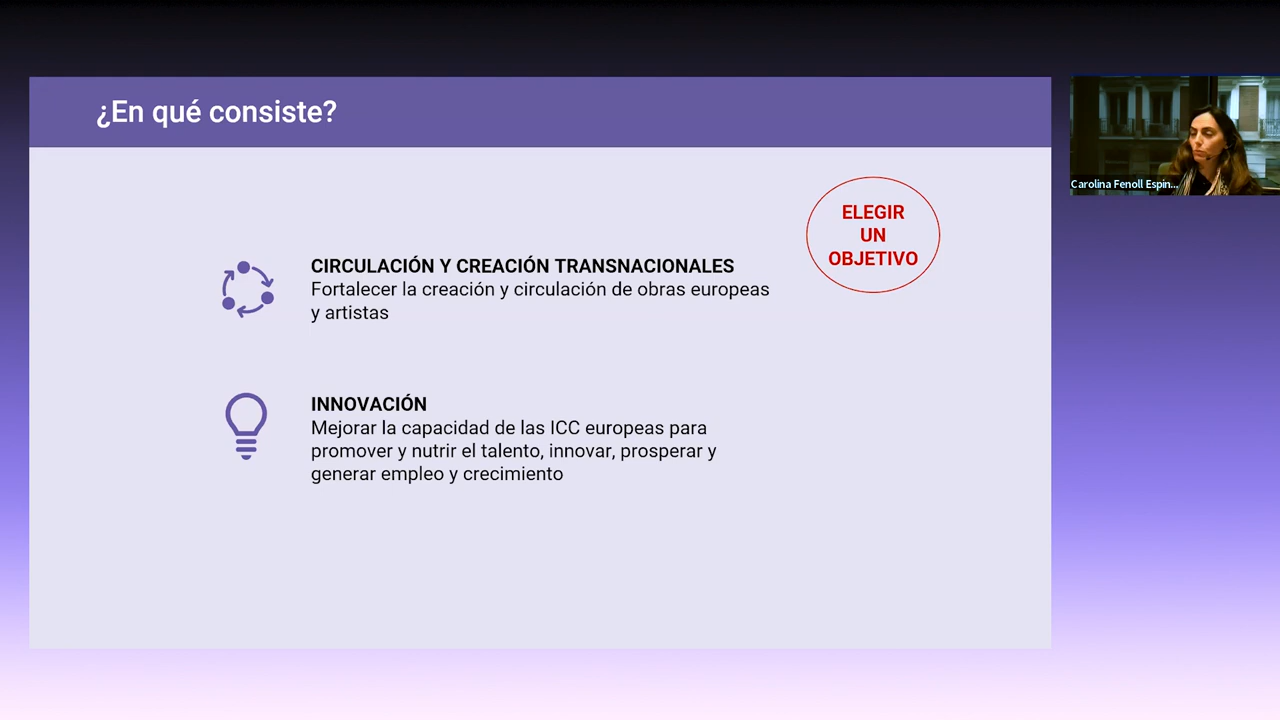 ¿En qué consiste?
ELEGIR
UN
OBJETIVO
CIRCULACIÓN Y CREACIÓN TRANSNACIONALES
Fortalecer la creación y circulación de obras europeas
y artistas
INNOVACIÓN
Mejorar la capacidad de las ICC europeas para
promover y nutrir el talento, innovar, prosperar y
generar empleo y crecimiento
Carolina Fenoll Espin...